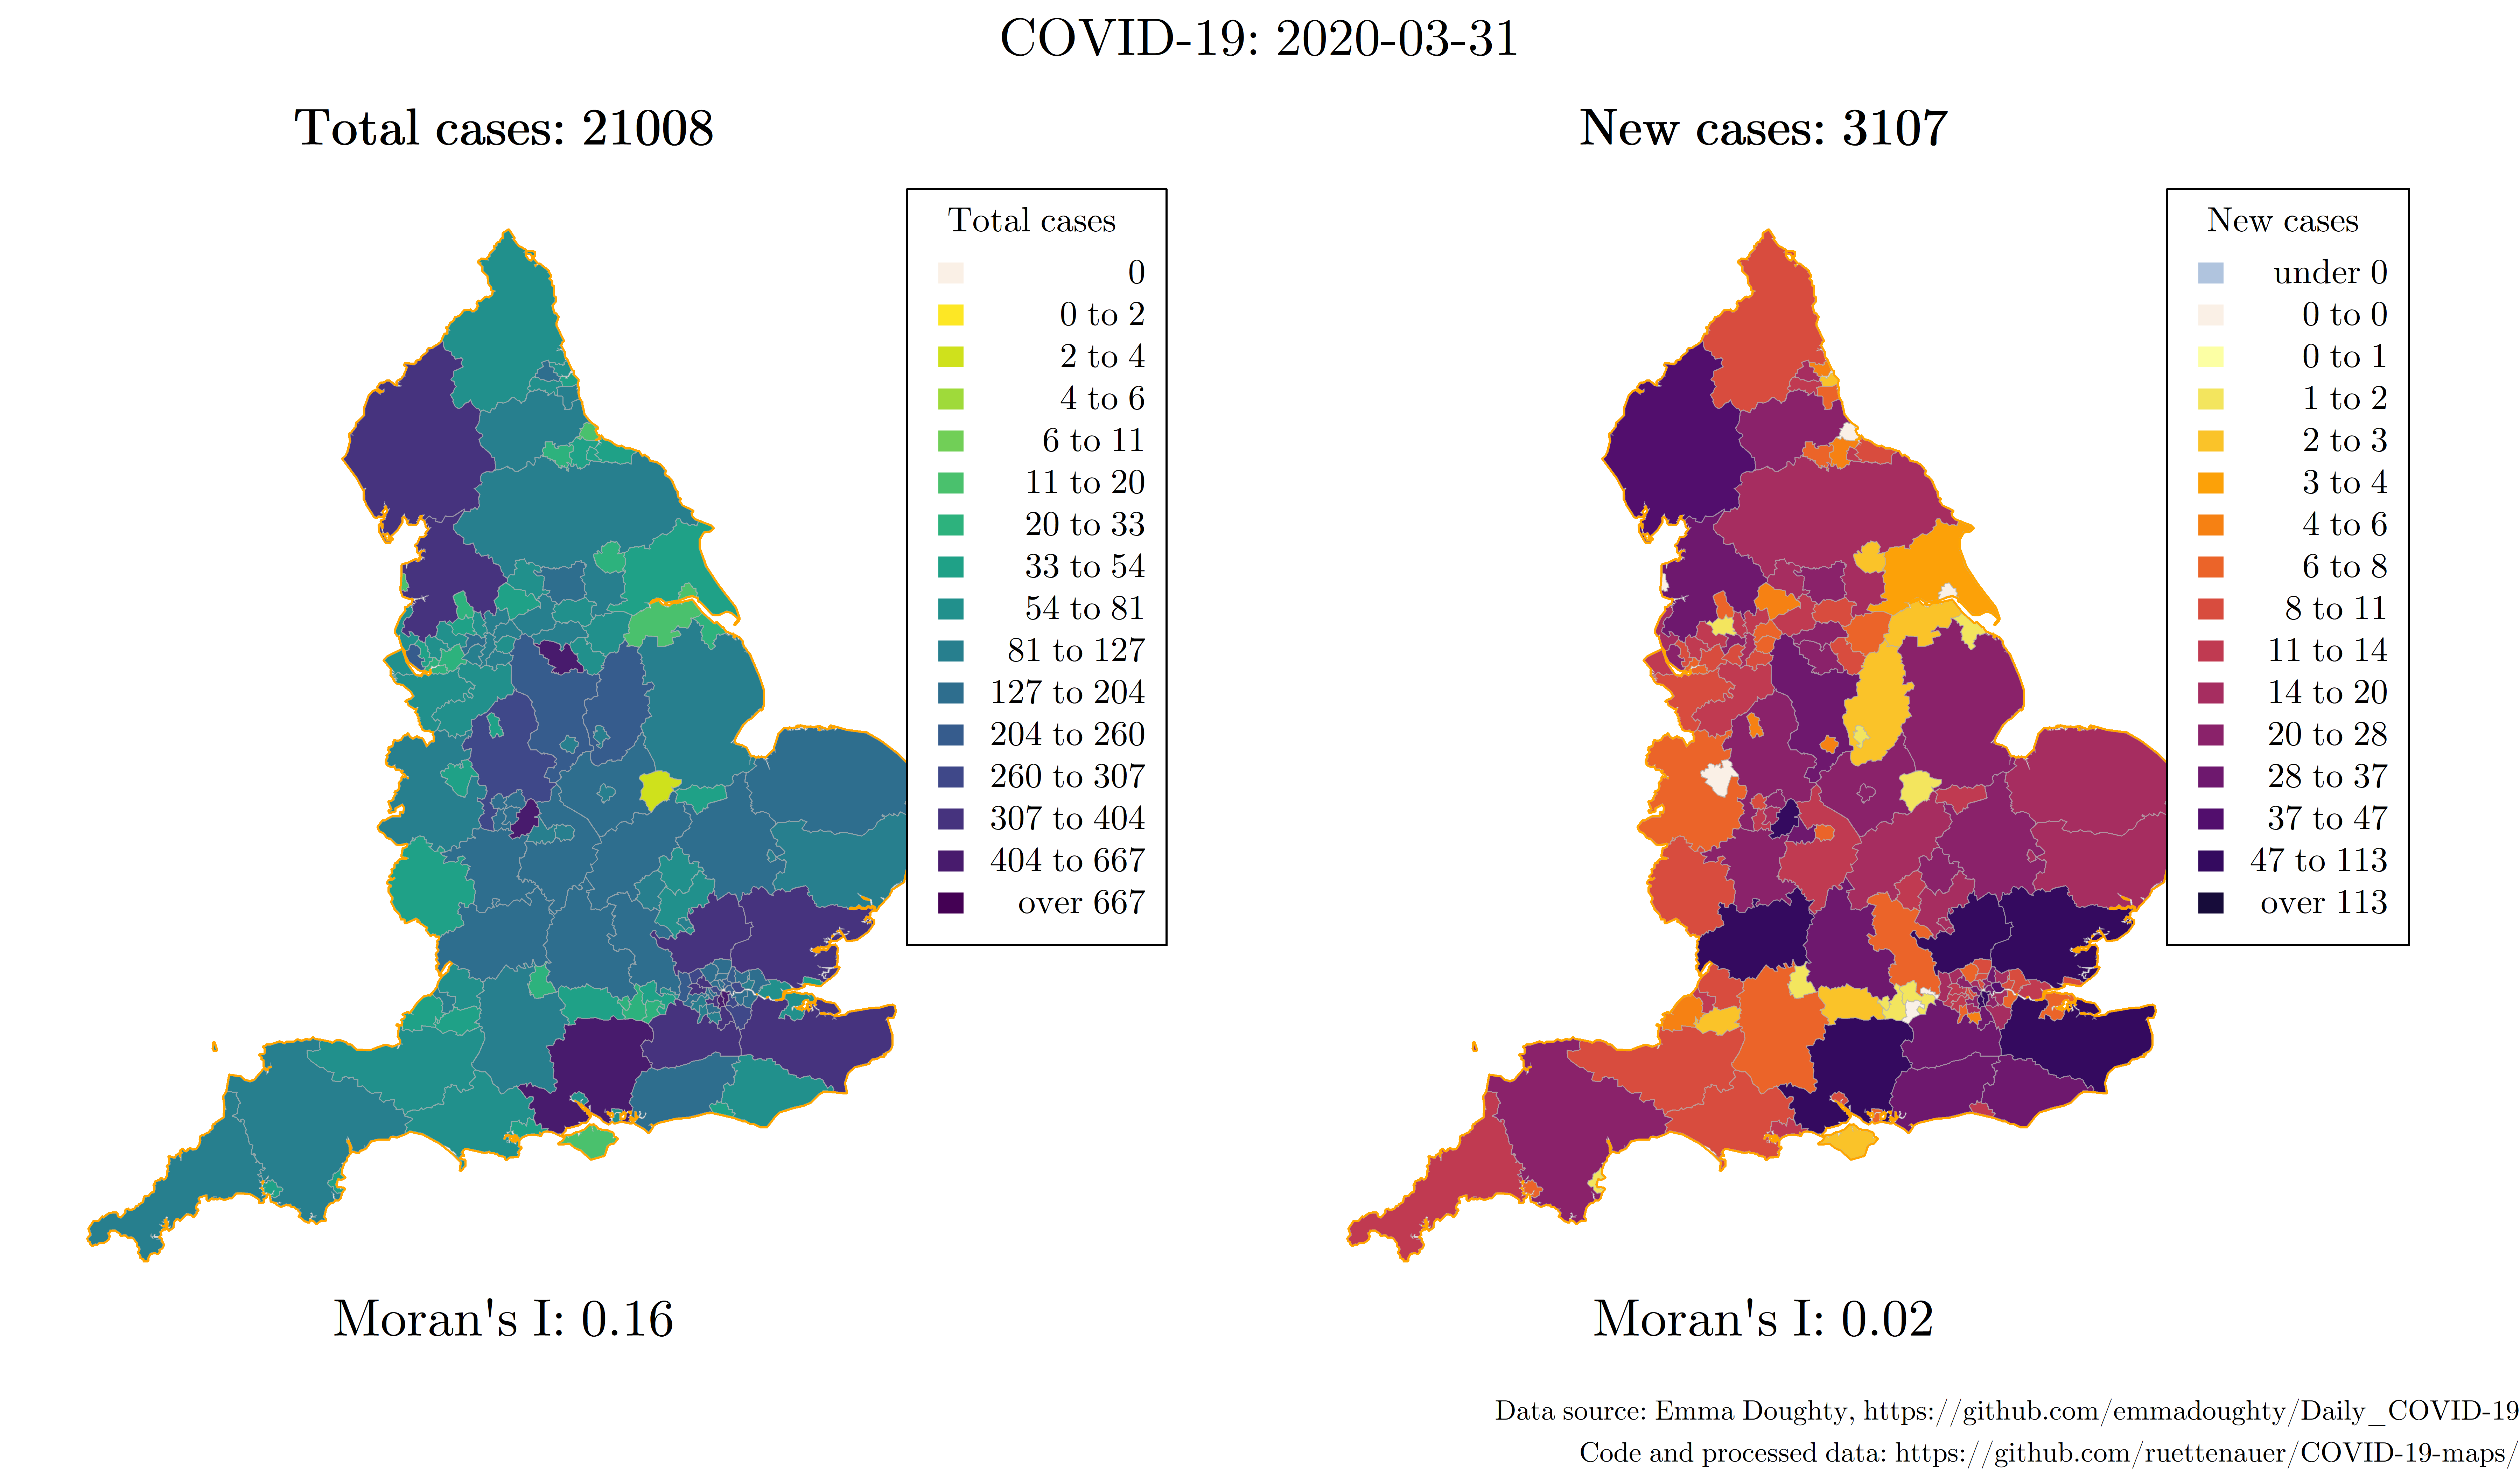 COVID-19: 2020-03-31
Total cases: 21008
Total cases
0
0 to 2
2 to 4
4 to 6
6 to 11
11 to 20
20 to 33
33 to 54
54 to 81
81 to 127
127 to 204
204 to 260
260 to 307
307 to 404
404 to 667
over 667
Moran's I: 0.16
New cases: 3107
New cases
under 0
0 to 0
0 to 1
1 to 2
2 to 3
3 to 4
4 to 6
6 to 8
8 to 11
11 to 14
14 to 20
20 to 28
28 to 37
37 to 47
47 to 113
over 113
Moran's I: 0.02
Data source: Emma Doughty, https://github.com/emmadoughty/Daily_COVID-19
Code and processed data: https://github.com/ruettenauer/COVID-19-maps/